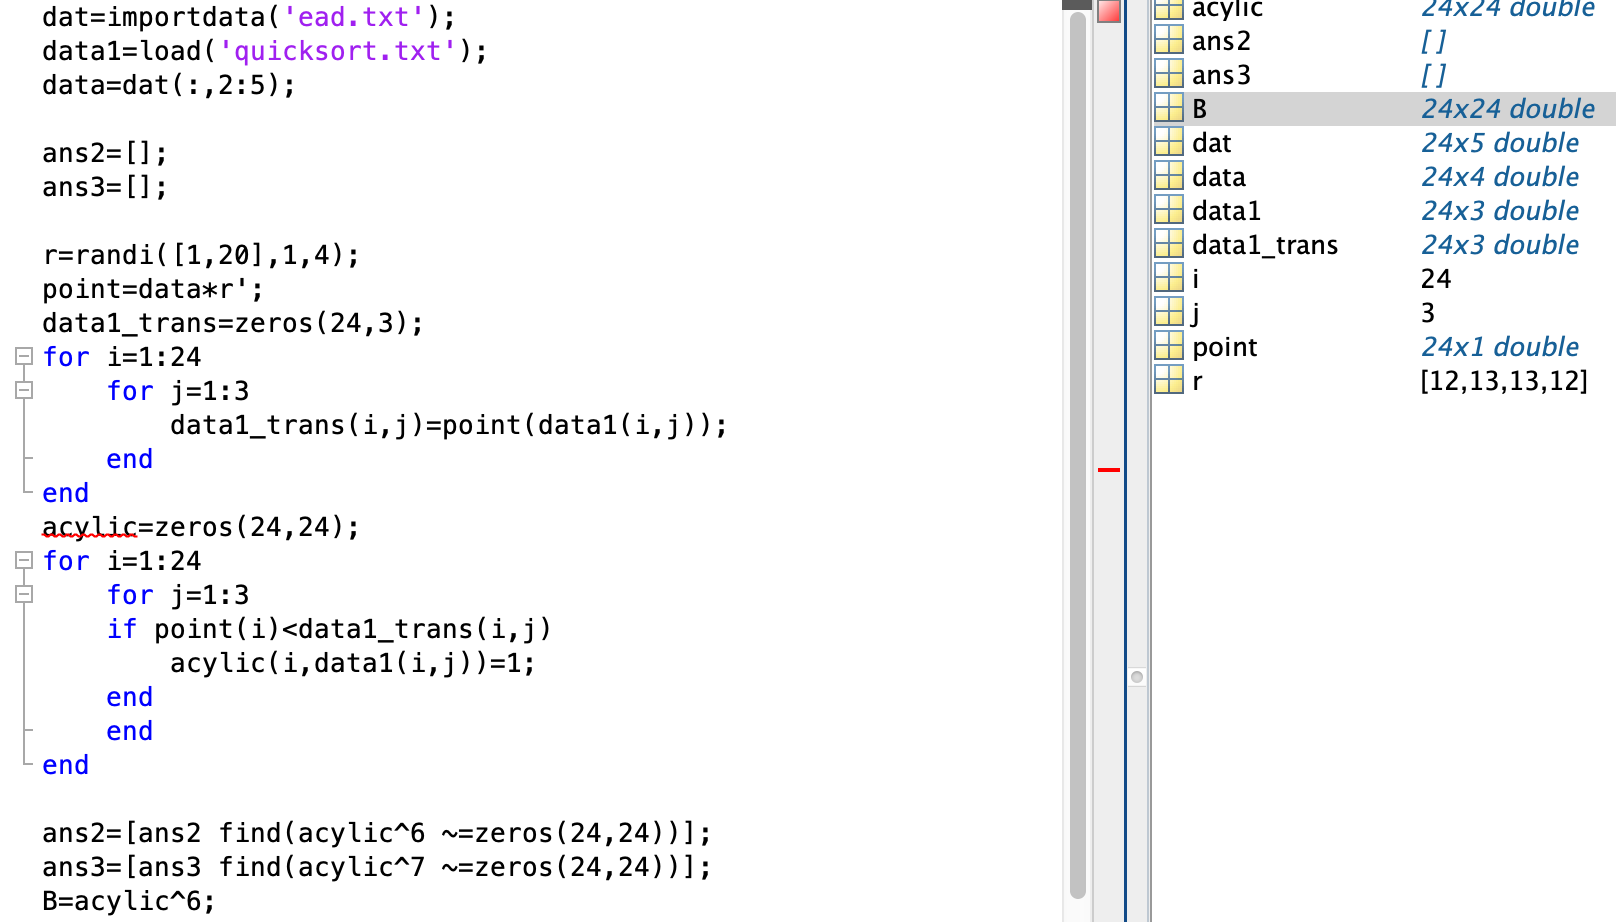 dat=importdata('ead.txt');
data1=load('quicksort.txt');
data=dat(:,2:5);
ans2=[];
ans3=[];
r=randi([1,20],1,4);
point=data*r';
data1_trans=zeros(24,3);
for i=1:24
for j=1:3
data1_trans(i,j)=point(data1(i,j));
end
end
acylic=zeros(24,24);
for i=1:24
for j=1:3
if point(i)<data1_trans(i,j)
acylic(i,data1(i,j))=1;
end
end
end
ans2=[ans2 find(acylic^6 ~=zeros(24,24))];
ans3=[ans3 find(acylic^7 ~=zeros(24,24))];
B=acylic^6;
acylic 24x24 double
ans2 []
ans3 []
B 24x24 double
dat 24x5 double
data 24x4 double
data1 24x3 double
data1_trans 24x3 double
i 24
j 3
point 24x1 double
r [12,13,13,12]